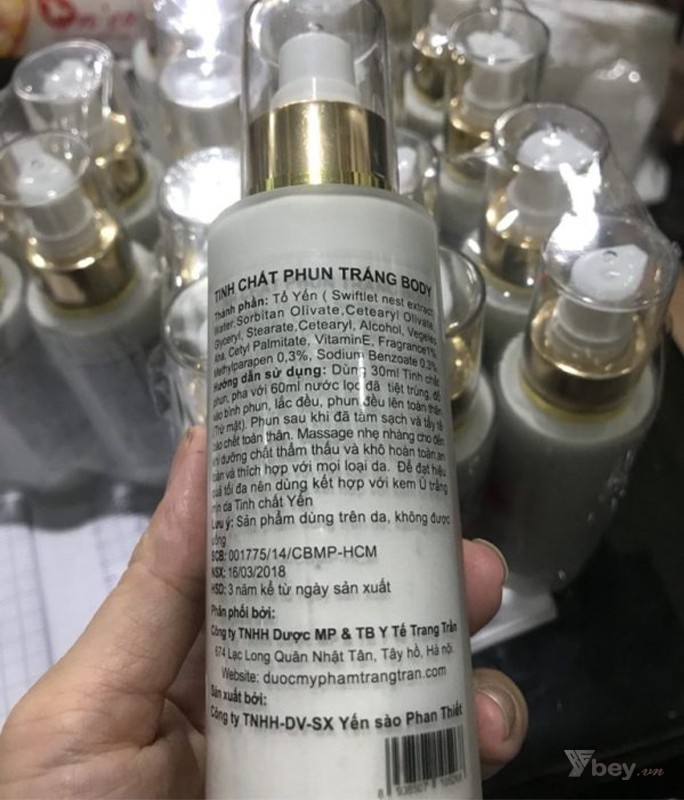 TINH CHẤT PHUN TRẮNG BODY
Thành phần: Tổ Yến ( Swiftlet nest extract
Water,Sorbitan Olivate,Cetearyl Olivate,
Glyceryl, Stearate,Cetearyl, Alcohol,
Cetyl Palmitate, VitaminE, Fragrance1%
Methylparapen 0,3%, Sodium Benzoate 0,3%
Hướng dẫn sử dụng: Dùng 30ml Tinh chất
phun, pha với 60ml nước lọc đã tiệt trùng, đổ
vào bình phun, lắc đều, phun đều lên toàn thân
(Trừ mặt). Phun sau khi đã tắm sạch và tẩy tế
bào chết toàn thân. Massage nhẹ nhàng cho đến
khi dưỡng chất thẩm thấu và khô hoàn toàn.an
toàn và thích hợp với mọi loại da. Để đạt hiệu
quả tối đa nên dùng kết hợp với kem Ủ trắng
mịn da Tinh chất Yến
Lưu ý: Sản phẩm dùng trên da, không được
uống
SCB: 001775/14/CBMP-HCM
NSX: 16/03/2018
HSD: 3 năm kể từ ngày sản xuất
Phân phối bởi:
Công ty TNHH Dược MP & TB Y Tế Trang Trần
674 Lạc Long Quân Nhật Tân, Tây hồ, Hà nội.
Website: duocmyphamtrangtran.com
Sản xuất bởi:
Công ty TNHH-DV-SX Yến sào Phan Thiết
Ybey.vn